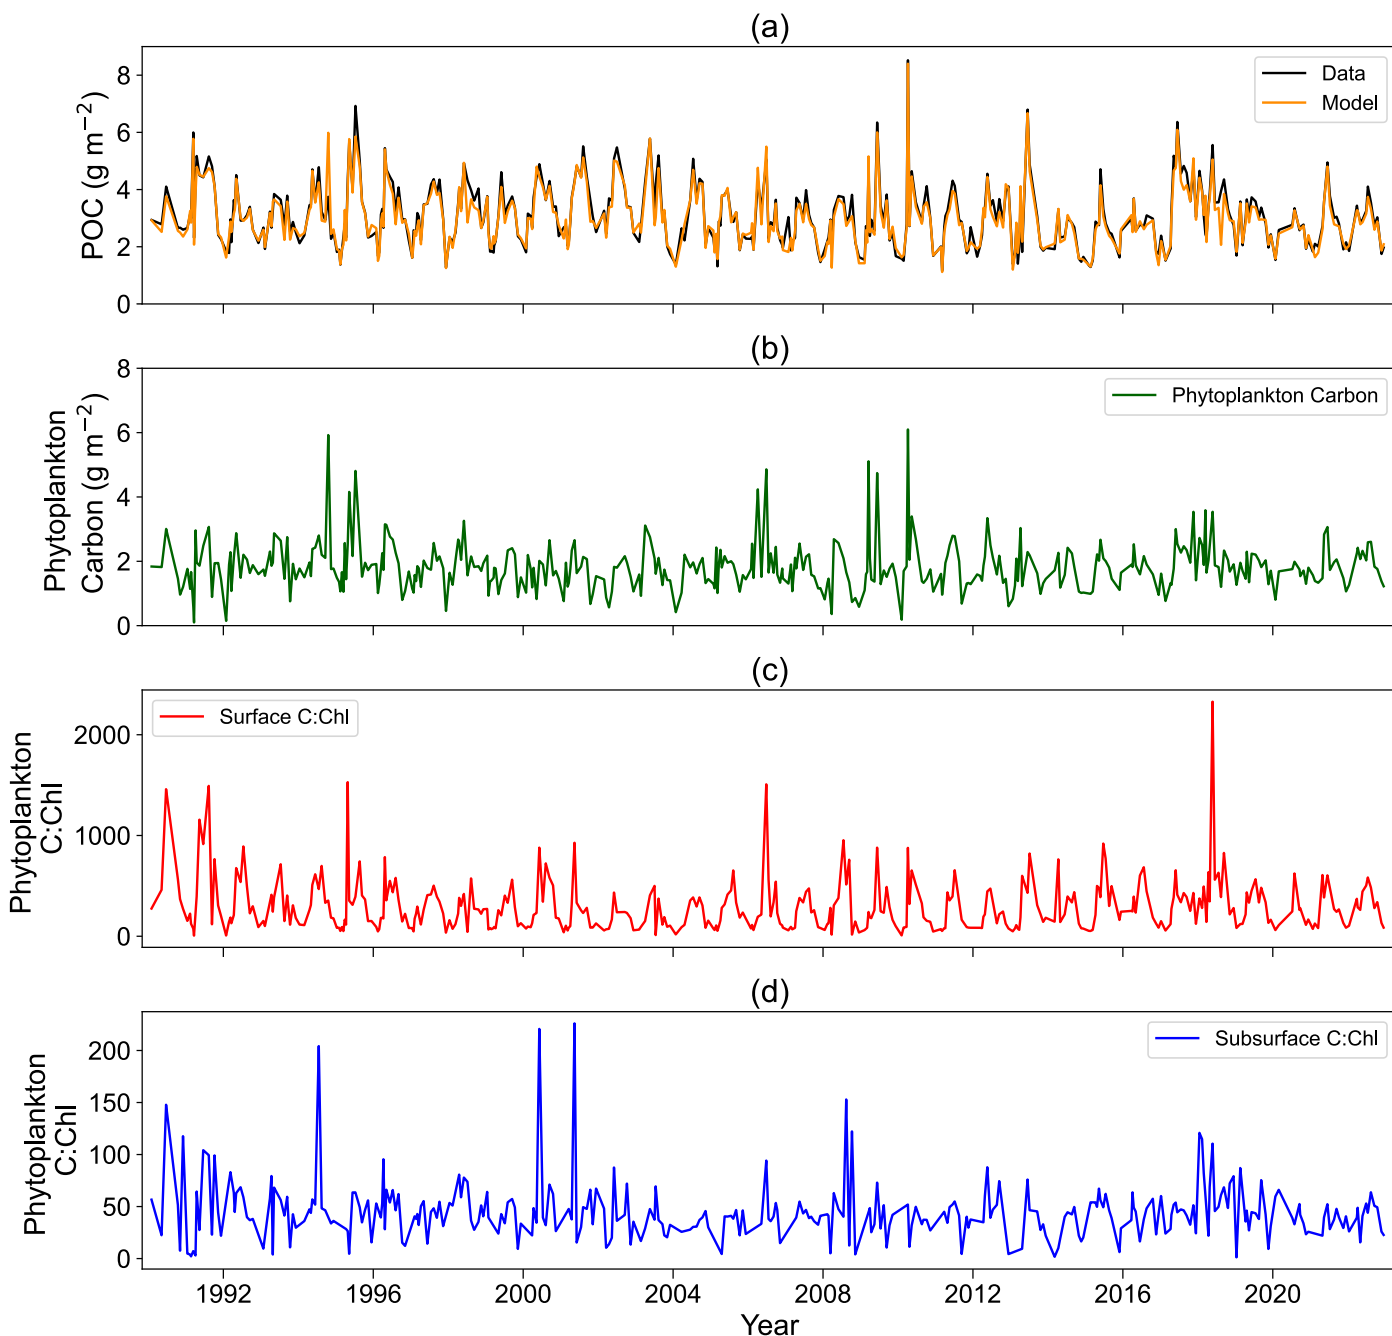 (a)
POC (g m⁻²)
8
6
4
2
0
Data
Model
(b)
Phytoplankton
Carbon (g m⁻²)
8
6
4
2
0
Phytoplankton Carbon
(c)
Phytoplankton
C:Chl
2000
1000
0
Surface C:Chl
(d)
Phytoplankton
C:Chl
200
150
100
50
0
Subsurface C:Chl
1992 1996 2000 2004 2008 2012 2016 2020
Year